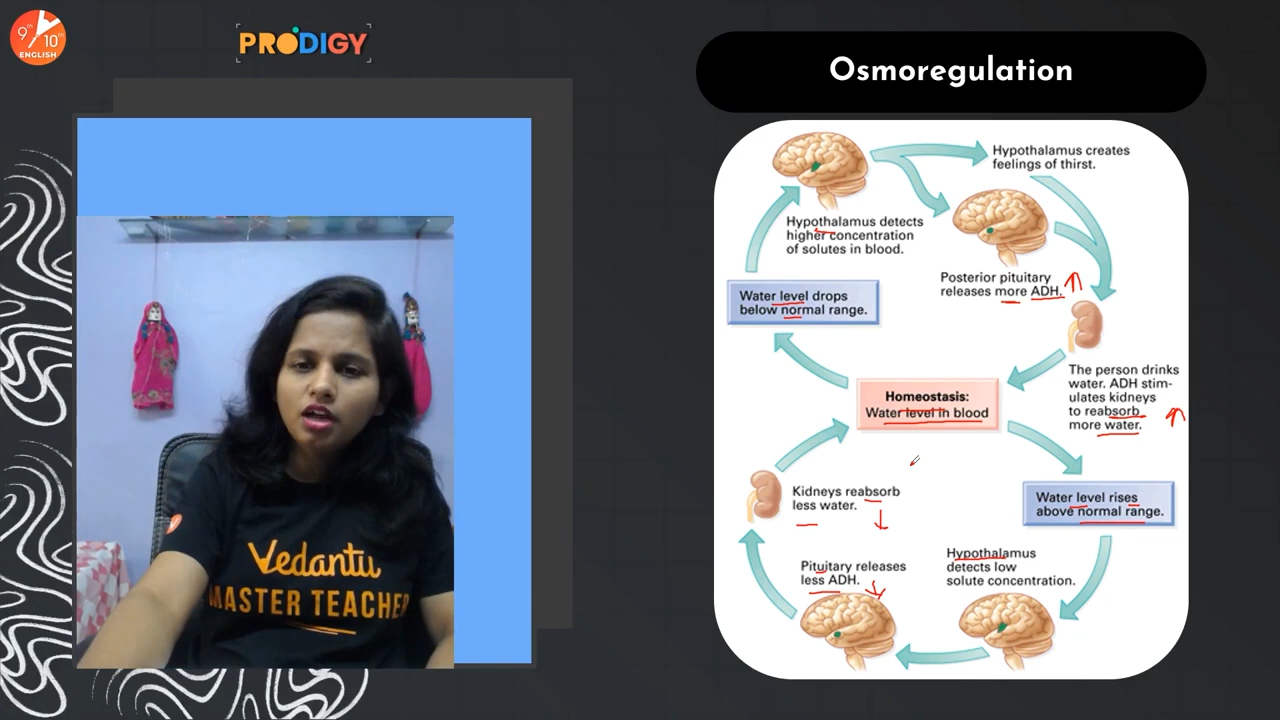 9th
10th
ENGLISH
PRODIGY
Osmoregulation
Hypothalamus creates
feelings of thirst.
Hypothalamus detects
higher concentration
of solutes in blood.
Posterior pituitary
releases more ADH.
Water level drops
below normal range.
The person drinks
water. ADH stim-
ulates kidneys
to reabsorb
more water.
Homeostasis:
Water level in blood
Kidneys reabsorb
less water.
Water level rises
above normal range.
Hypothalamus
detects low
solute concentration.
Pituitary releases
less ADH.
Vedantu
MASTER TEACHER